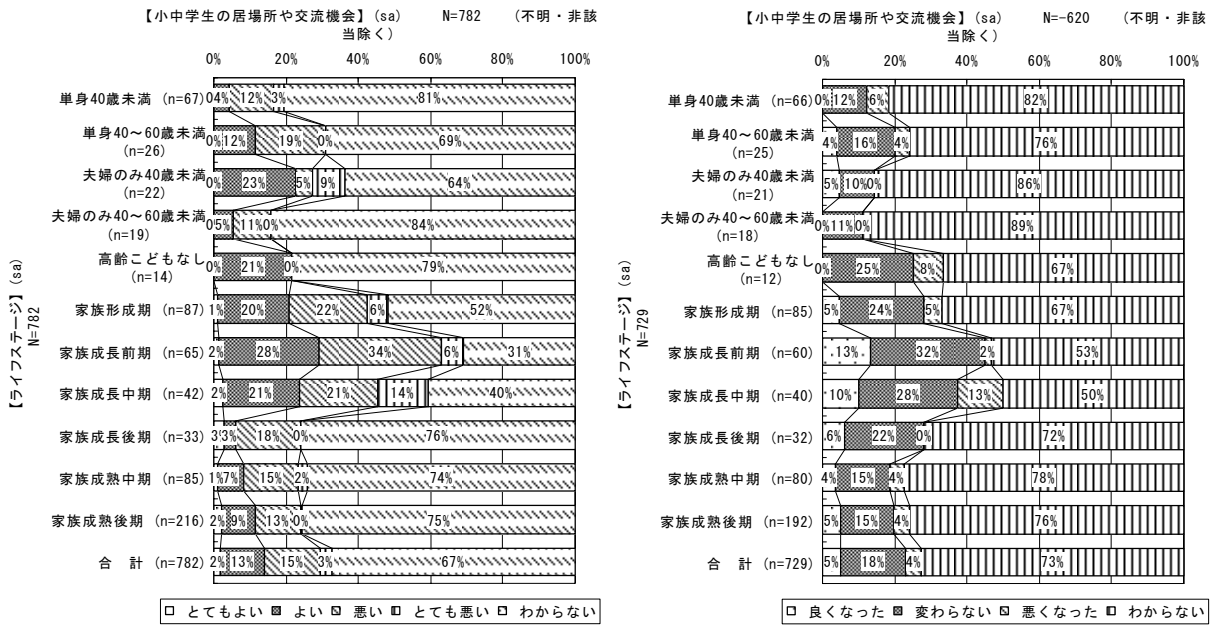 【小中学生の居場所や交流機会】(sa)　N=782　(不明・非該
当除く)
0% 20% 40% 60% 80% 100%
単身40歳未満 (n=67) 0% 4% 12% 3% 81%
単身40～60歳未満
(n=26) 0% 12% 19% 0% 69%
夫婦のみ40歳未満
(n=22) 0% 23% 5% 9% 64%
夫婦のみ40～60歳未満
(n=19) 0% 5% 11% 0% 84%
高齢こどもなし
(n=14) 0% 21% 0% 79%
家族形成期 (n=87) 1% 20% 22% 6% 52%
家族成長前期 (n=65) 2% 28% 34% 6% 31%
家族成長中期 (n=42) 2% 21% 21% 14% 40%
家族成長後期 (n=33) 3% 3% 18% 0% 76%
家族成熟中期 (n=85) 1% 7% 15% 2% 74%
家族成熟後期 (n=216) 2% 9% 13% 0% 75%
合　計 (n=782) 2% 13% 15% 3% 67%
【ライフステージ】(sa)
N=782
とてもよい よい 悪い とても悪い わからない
【小中学生の居場所や交流機会】(sa)　N=-620　(不明・非該
当除く)
0% 20% 40% 60% 80% 100%
単身40歳未満 (n=66) 0% 12% 6% 82%
単身40～60歳未満
(n=25) 4% 16% 4% 76%
夫婦のみ40歳未満
(n=21) 5% 10% 0% 86%
夫婦のみ40～60歳未満
(n=18) 0% 11% 0% 89%
高齢こどもなし
(n=12) 0% 25% 8% 67%
家族形成期 (n=85) 5% 24% 5% 67%
家族成長前期 (n=60) 13% 32% 2% 53%
家族成長中期 (n=40) 10% 28% 13% 50%
家族成長後期 (n=32) 6% 22% 0% 72%
家族成熟中期 (n=80) 4% 15% 4% 78%
家族成熟後期 (n=192) 5% 15% 4% 76%
合　計 (n=729) 5% 18% 4% 73%
【ライフステージ】(sa)
N=729
良くなった 変わらない 悪くなった わからない